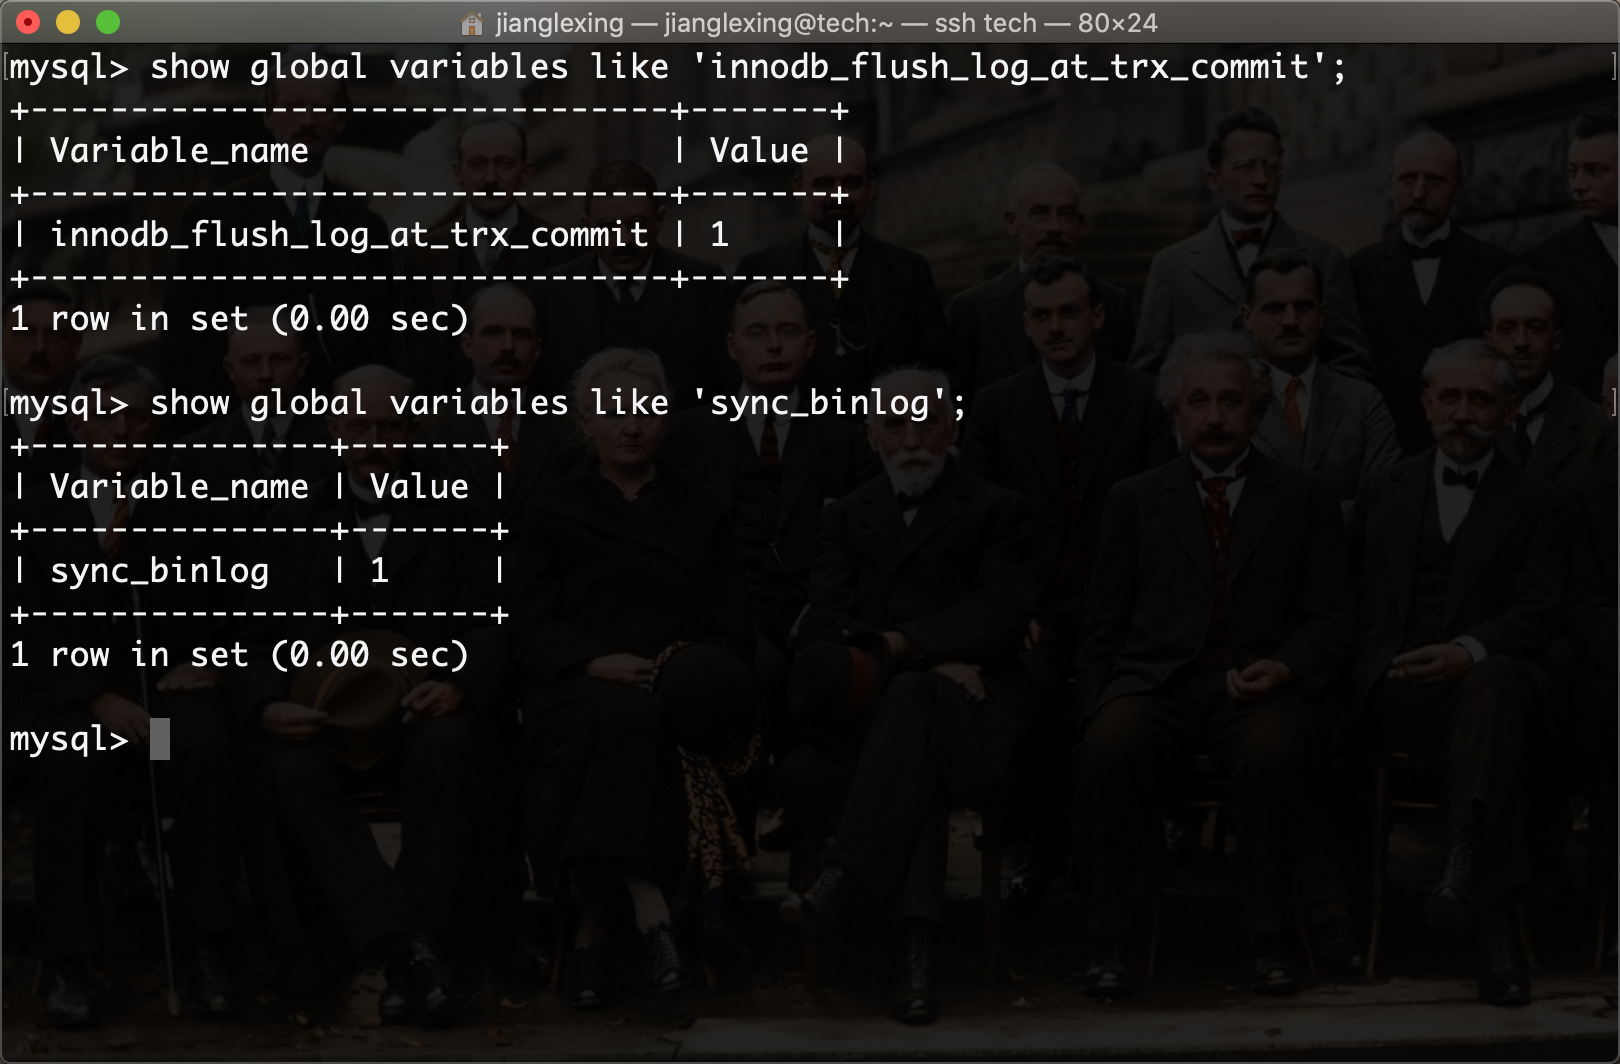 jianglexing — jianglexing@tech:~ — ssh tech — 80×24
mysql> show global variables like 'innodb_flush_log_at_trx_commit';
+--------------------------------+-------+
| Variable_name                  | Value |
+--------------------------------+-------+
| innodb_flush_log_at_trx_commit | 1     |
+--------------------------------+-------+
1 row in set (0.00 sec)
mysql> show global variables like 'sync_binlog';
+---------------+-------+
| Variable_name | Value |
+---------------+-------+
| sync_binlog   | 1     |
+---------------+-------+
1 row in set (0.00 sec)
mysql>